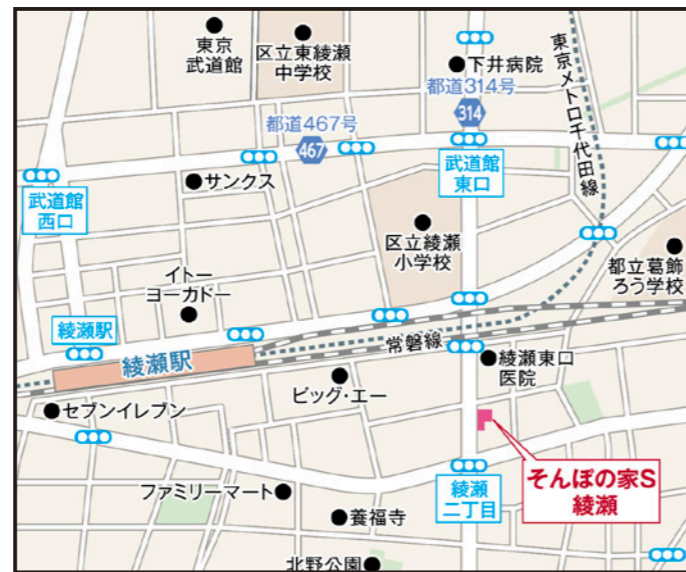 東京
武道館
区立東綾瀬
中学校
下井病院
東京メトロ千代田線
都道314号
314
都道467号
467
武道館
東口
武道館
西口
サンクス
区立綾瀬
小学校
都立葛飾
ろう学校
イトー
ヨーカドー
綾瀬駅
綾瀬駅
常磐線
綾瀬東口
医院
ビッグ・エー
セブンイレブン
そんぽの家S
綾瀬
綾瀬
二丁目
ファミリーマート
養福寺
北野公園